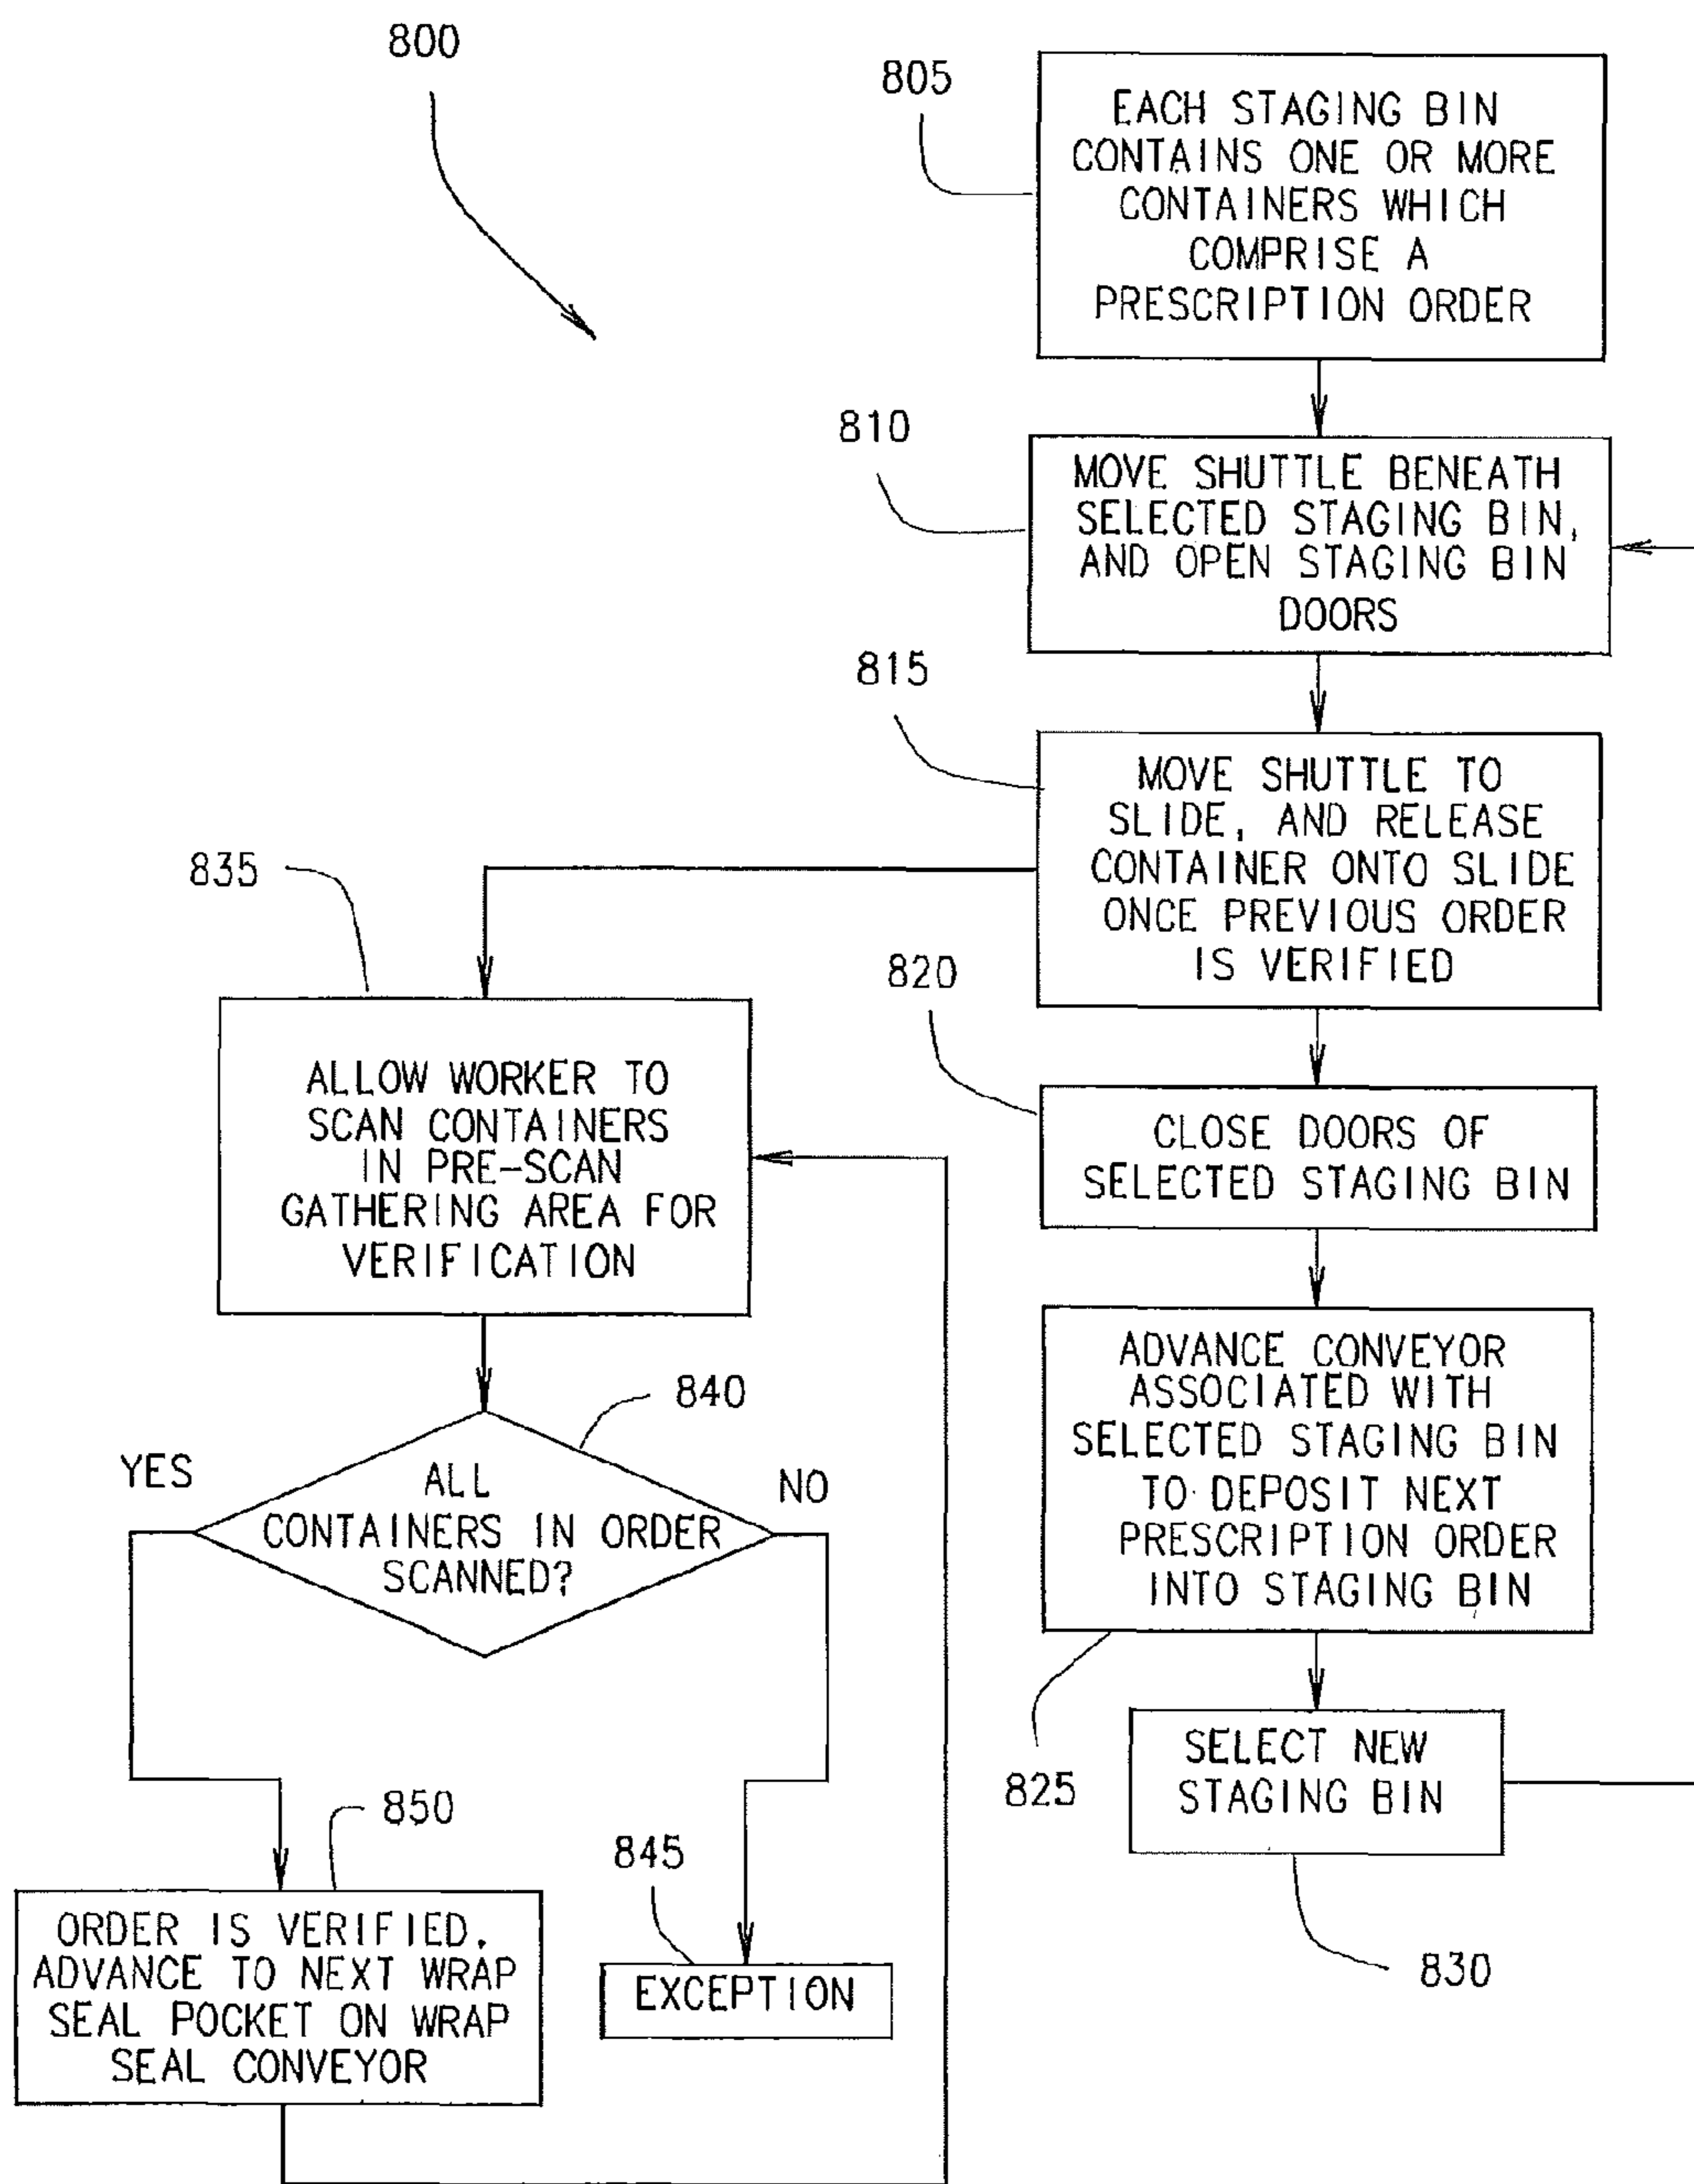 800
805
EACH STAGING BIN
CONTAINS ONE OR MORE
CONTAINERS WHICH
COMPRISE A
PRESCRIPTION ORDER
810
MOVE SHUTTLE BENEATH
SELECTED STAGING BIN,
AND OPEN STAGING BIN
DOORS
815
MOVE SHUTTLE TO
SLIDE, AND RELEASE
CONTAINER ONTO SLIDE
ONCE PREVIOUS ORDER
IS VERIFIED
820
CLOSE DOORS OF
SELECTED STAGING BIN
ADVANCE CONVEYOR
ASSOCIATED WITH
SELECTED STAGING BIN
TO DEPOSIT NEXT
PRESCRIPTION ORDER
INTO STAGING BIN
825
SELECT NEW
STAGING BIN
830
835
ALLOW WORKER TO
SCAN CONTAINERS
IN PRE-SCAN
GATHERING AREA FOR
VERIFICATION
840
YES
ALL
CONTAINERS IN ORDER
SCANNED?
NO
850
ORDER IS VERIFIED.
ADVANCE TO NEXT WRAP
SEAL POCKET ON WRAP
SEAL CONVEYOR
845
EXCEPTION